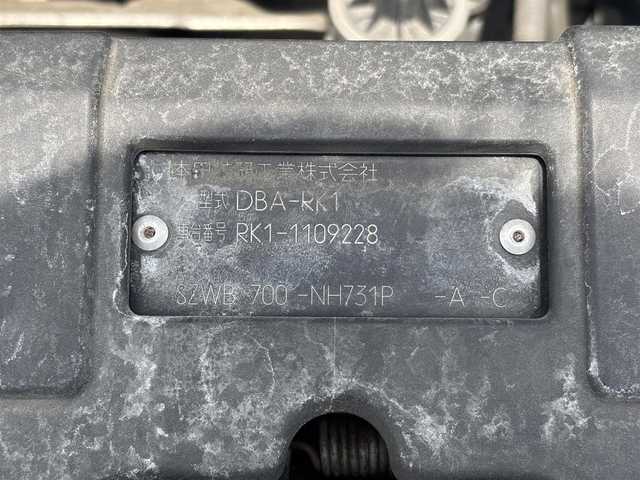 本田技研工業株式会社
型式 DBA-RK1
車台番号 RK1-1109228
SZWB 700 -NH731P -A -C